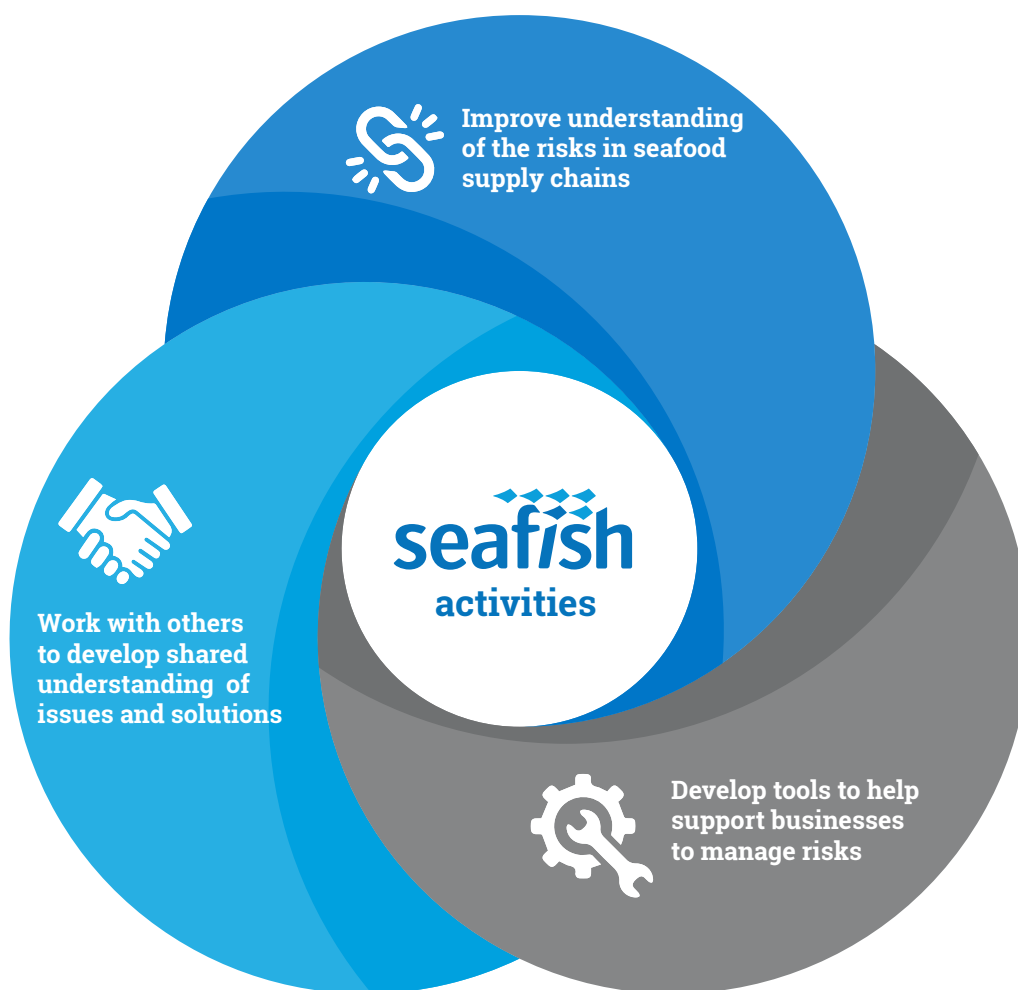 Improve understanding
of the risks in seafood
supply chains
seafish
activities
Work with others
to develop shared
understanding of
issues and solutions
Develop tools to help
support businesses
to manage risks